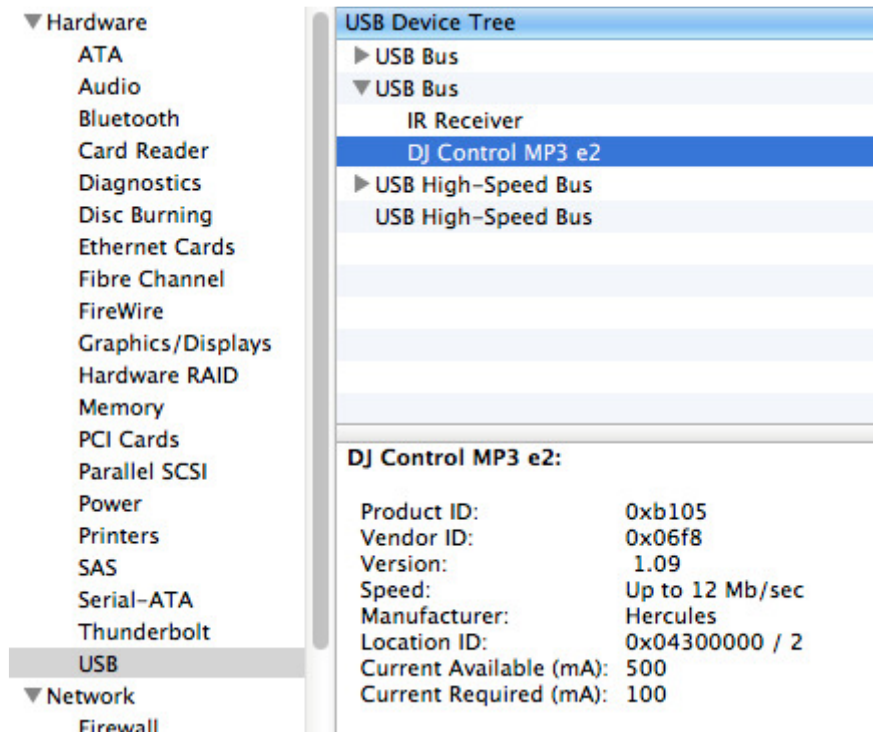 Hardware
ATA
Audio
Bluetooth
Card Reader
Diagnostics
Disc Burning
Ethernet Cards
Fibre Channel
FireWire
Graphics/Displays
Hardware RAID
Memory
PCI Cards
Parallel SCSI
Power
Printers
SAS
Serial-ATA
Thunderbolt
USB
Network
Firewall
USB Device Tree
USB Bus
USB Bus
IR Receiver
DJ Control MP3 e2
USB High-Speed Bus
USB High-Speed Bus
DJ Control MP3 e2:
Product ID: 0xb105
Vendor ID: 0x06f8
Version: 1.09
Speed: Up to 12 Mb/sec
Manufacturer: Hercules
Location ID: 0x04300000 / 2
Current Available (mA): 500
Current Required (mA): 100